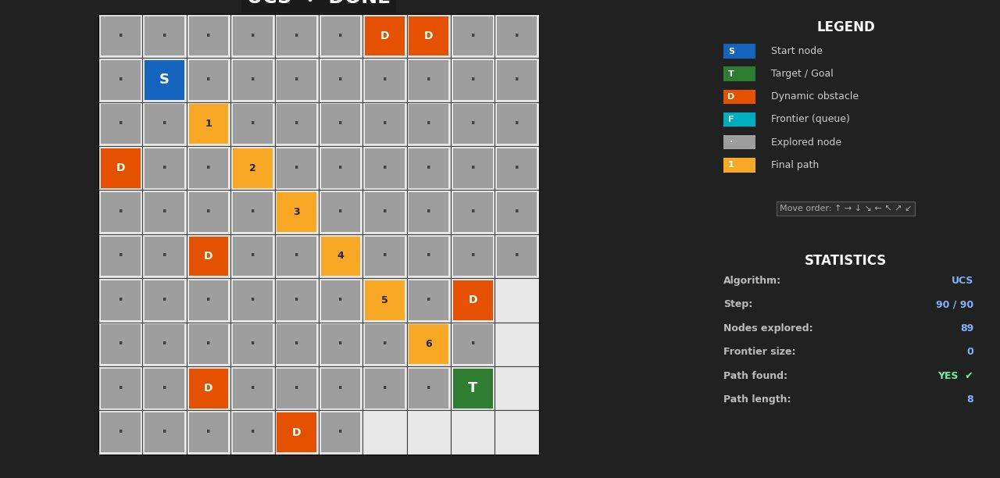 UCS · DONE
· · · · · · D D · ·
· S · · · · · · · ·
· · 1 · · · · · · ·
D · · 2 · · · · · ·
· · · · 3 · · · · ·
· · D · · 4 · · · ·
· · · · · · 5 · D
· · · · · · · 6 ·
· · D · · · · · T
· · · · D ·
LEGEND
S Start node
T Target / Goal
D Dynamic obstacle
F Frontier (queue)
· Explored node
1 Final path
Move order: ↑ → ↓ ↘ ← ↖ ↗ ↙
STATISTICS
Algorithm: UCS
Step: 90 / 90
Nodes explored: 89
Frontier size: 0
Path found: YES ✔
Path length: 8